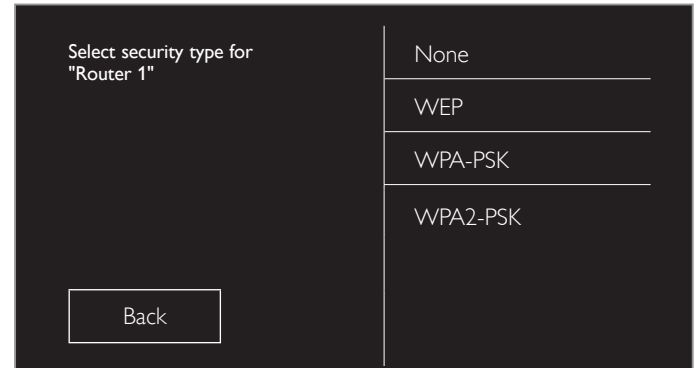 Select security type for
"Router 1"
None
WEP
WPA-PSK
WPA2-PSK
Back